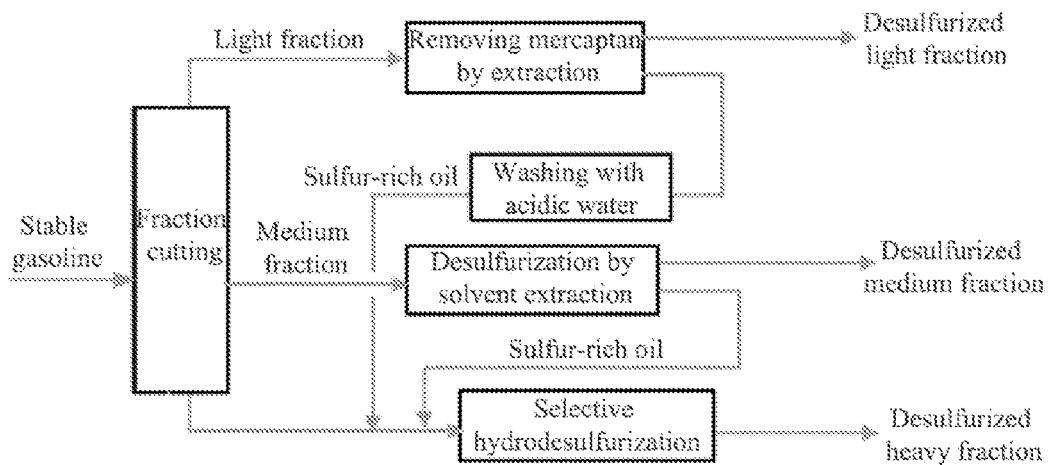 Light fraction
Removing mercaptan
by extraction
Desulfurized
light fraction
Sulfur-rich oil
Washing with
acidic water
Stable
gasoline
Fraction
cutting
Medium
fraction
Desulfurization by
solvent extraction
Desulfurized
medium fraction
Sulfur-rich oil
Selective
hydrodesulfurization
Desulfurized
heavy fraction